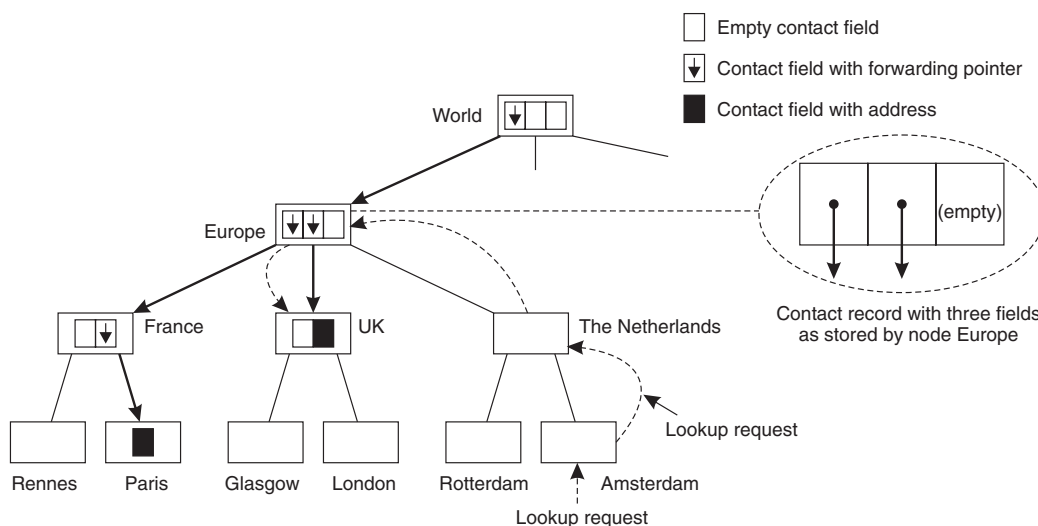 Empty contact field
Contact field with forwarding pointer
Contact field with address
World
Europe
(empty)
Contact record with three fields
as stored by node Europe
France
UK
The Netherlands
Lookup request
Rennes
Paris
Glasgow
London
Rotterdam
Amsterdam
Lookup request